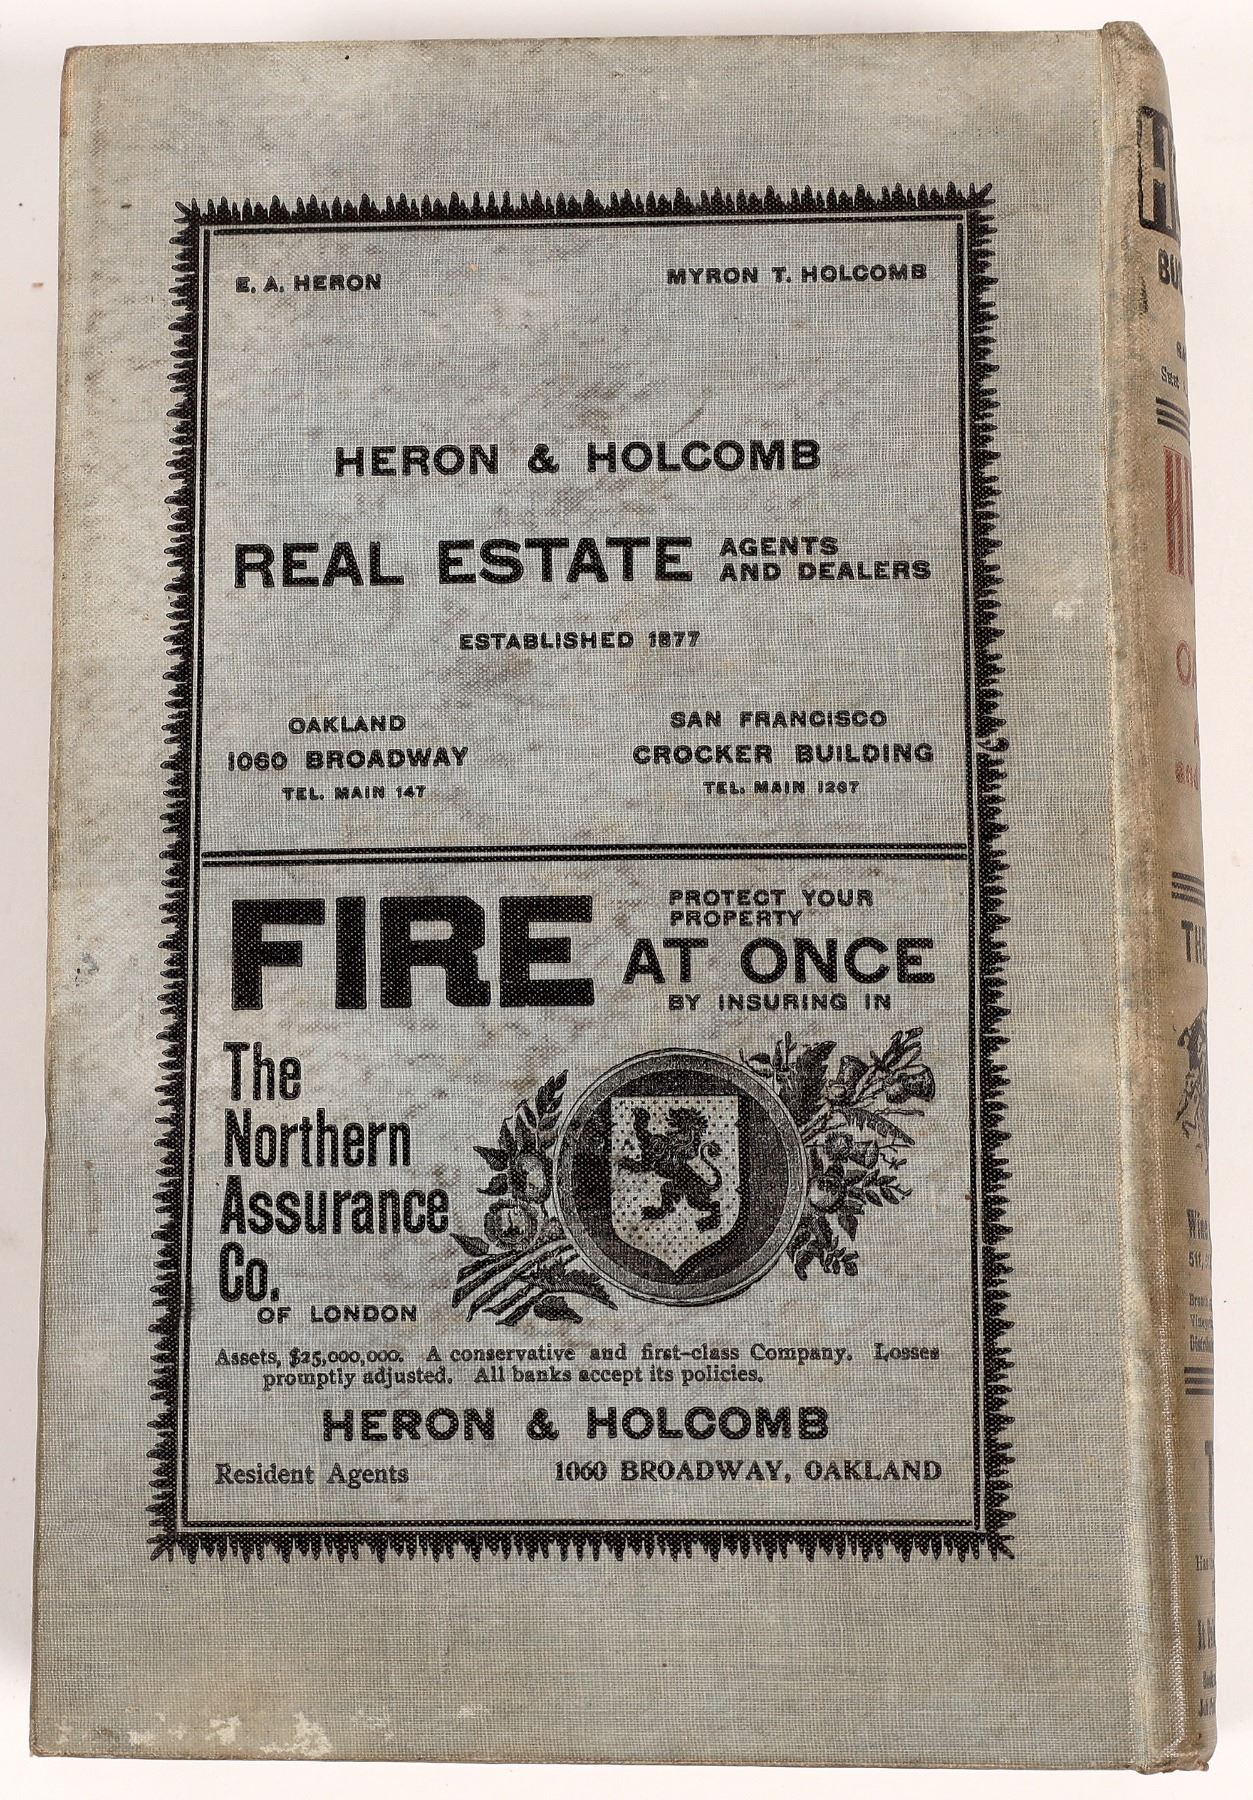 E. A. HERON
MYRON T. HOLCOMB
HERON & HOLCOMB
REAL ESTATE AGENTS
AND DEALERS
ESTABLISHED 1877
OAKLAND
1060 BROADWAY
TEL. MAIN 147
SAN FRANCISCO
CROCKER BUILDING
TEL. MAIN 1267
FIRE
PROTECT YOUR
PROPERTY
AT ONCE
BY INSURING IN
The
Northern
Assurance
Co.
OF LONDON
Assets, $25,000,000. A conservative and first-class Company. Losses
promptly adjusted. All banks accept its policies.
HERON & HOLCOMB
Resident Agents
1060 BROADWAY, OAKLAND
THE